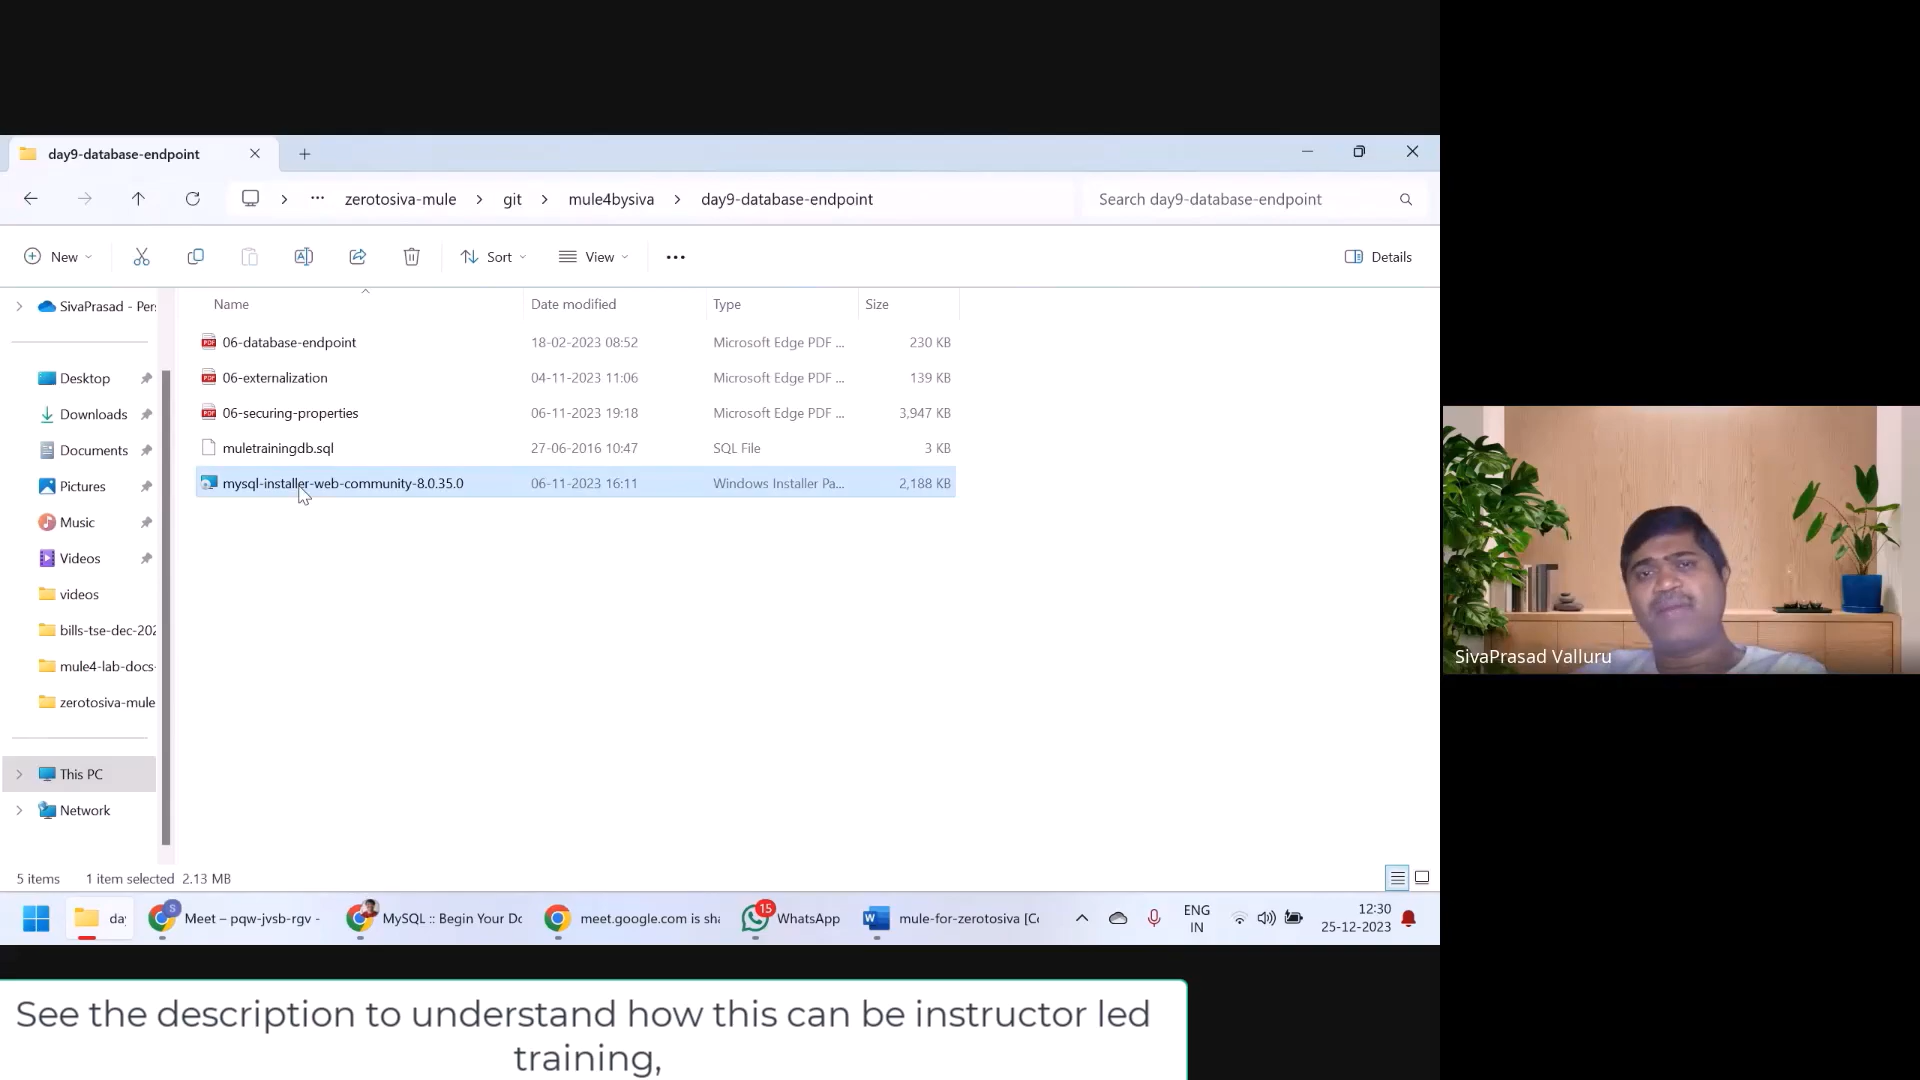 day9-database-endpoint
zerotosiva-mule > git > mule4bysiva > day9-database-endpoint
Search day9-database-endpoint
New
Sort
View
Details
SivaPrasad - Per
Desktop
Downloads
Documents
Pictures
Music
Videos
videos
bills-tse-dec-202
mule4-lab-docs-
zerotosiva-mule
This PC
Network
Name Date modified Type Size
06-database-endpoint 18-02-2023 08:52 Microsoft Edge PDF ... 230 KB
06-externalization 04-11-2023 11:06 Microsoft Edge PDF ... 139 KB
06-securing-properties 06-11-2023 19:18 Microsoft Edge PDF ... 3,947 KB
muletrainingdb.sql 27-06-2016 10:47 SQL File 3 KB
mysql-installer-web-community-8.0.35.0 06-11-2023 16:11 Windows Installer Pa... 2,188 KB
5 items 1 item selected 2.13 MB
da
S
Meet – pqw-jvsb-rgv -
MySQL :: Begin Your Do
meet.google.com is sha
15
WhatsApp
mule-for-zerotosiva [Co
ENG
IN
12:30
25-12-2023
SivaPrasad Valluru
See the description to understand how this can be instructor led
training,